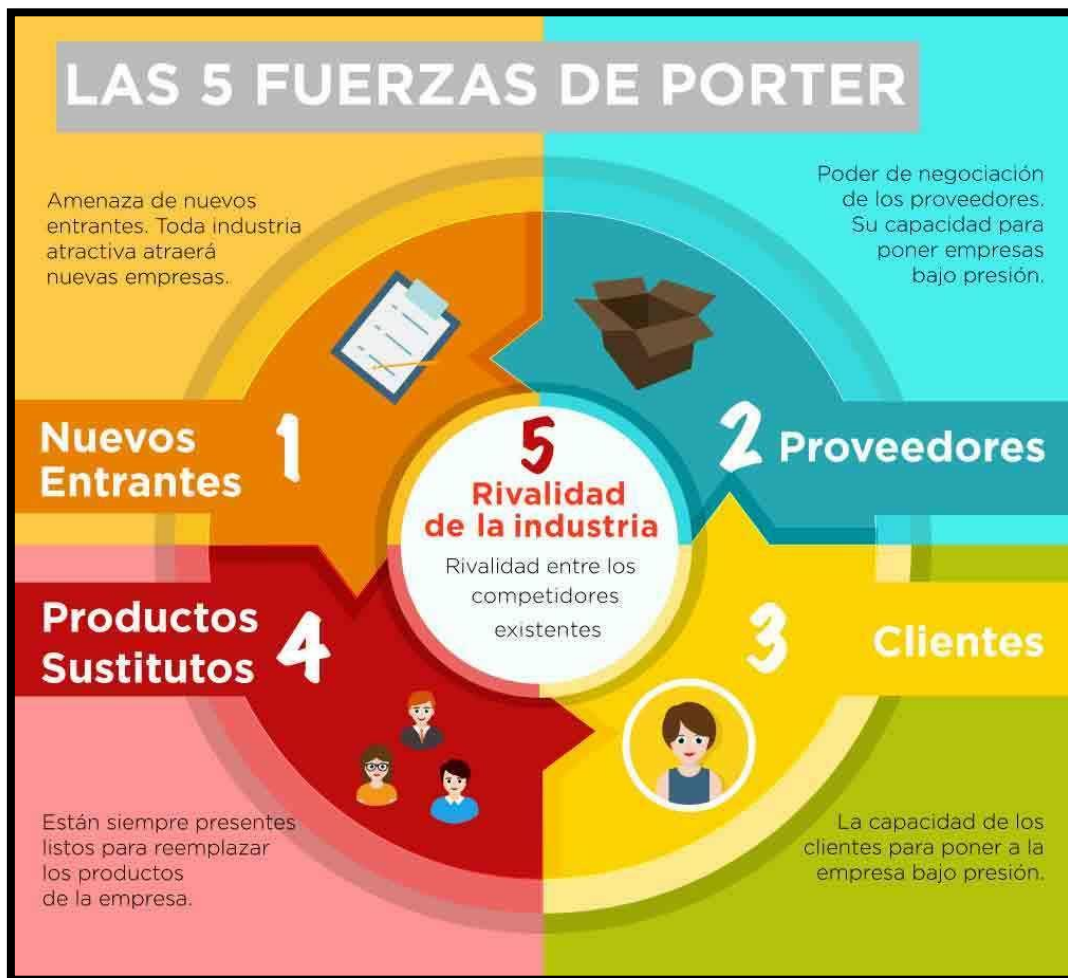 LAS 5 FUERZAS DE PORTER
Amenaza de nuevos
entrantes. Toda industria
atractiva atraerá
nuevas empresas.
Poder de negociación
de los proveedores.
Su capacidad para
poner empresas
bajo presión.
Nuevos
Entrantes
1
2
Proveedores
5
Rivalidad
de la industria
Rivalidad entre los
competidores
existentes
Productos
Sustitutos
4
3
Clientes
Están siempre presentes
listos para reemplazar
los productos
de la empresa.
La capacidad de los
clientes para poner a la
empresa bajo presión.